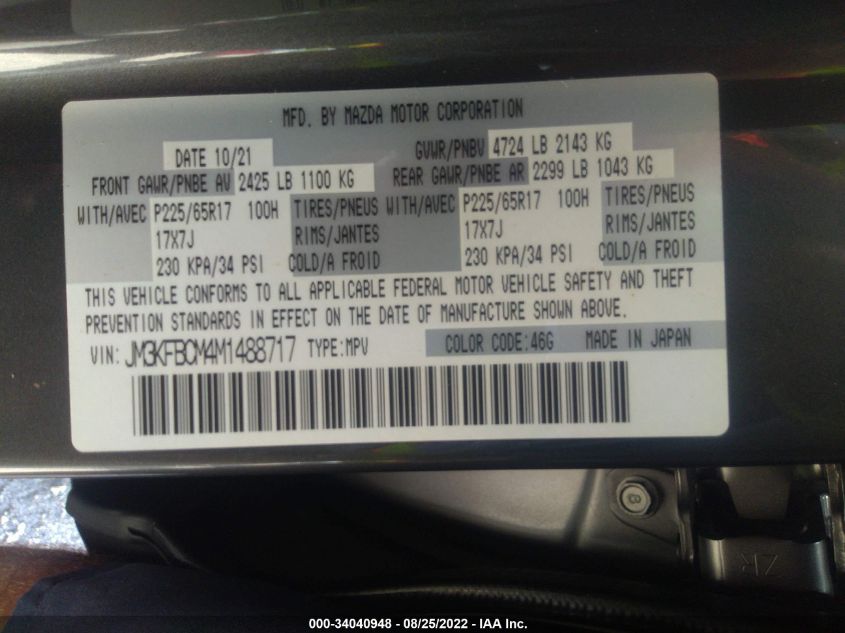 MFD. BY MAZDA MOTOR CORPORATION
DATE 10/21 GVWR/PNBV 4724 LB 2143 KG
FRONT GAWR/PNBE AV 2425 LB 1100 KG REAR GAWR/PNBE AR 2299 LB 1043 KG
WITH/AVEC P225/65R17 100H TIRES/PNEUS WITH/AVEC P225/65R17 100H TIRES/PNEUS
17X7J RIMS/JANTES 17X7J RIMS/JANTES
230 KPA/34 PSI COLD/A FROID 230 KPA/34 PSI COLD/A FROID
THIS VEHICLE CONFORMS TO ALL APPLICABLE FEDERAL MOTOR VEHICLE SAFETY AND THEFT
PREVENTION STANDARDS IN EFFECT ON THE DATE OF MANUFACTURE SHOWN ABOVE.
VIN: JM3KFBCM4M1488717 TYPE:MPV COLOR CODE:46G MADE IN JAPAN
ZR
000-34040948 - 08/25/2022 - IAA Inc.